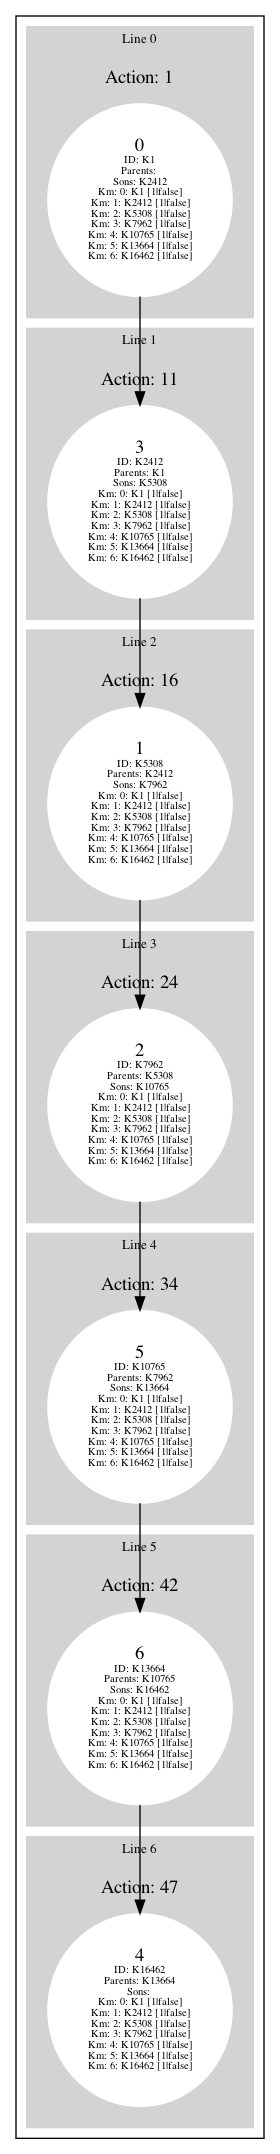 Line 0
Action: 1
0
ID: K1
Parents:
Sons: K2412
Km: 0: K1 [1|false]
Km: 1: K2412 [1|false]
Km: 2: K5308 [1|false]
Km: 3: K7962 [1|false]
Km: 4: K10765 [1|false]
Km: 5: K13664 [1|false]
Km: 6: K16462 [1|false]
Line 1
Action: 11
3
ID: K2412
Parents: K1
Sons: K5308
Km: 0: K1 [1|false]
Km: 1: K2412 [1|false]
Km: 2: K5308 [1|false]
Km: 3: K7962 [1|false]
Km: 4: K10765 [1|false]
Km: 5: K13664 [1|false]
Km: 6: K16462 [1|false]
Line 2
Action: 16
1
ID: K5308
Parents: K2412
Sons: K7962
Km: 0: K1 [1|false]
Km: 1: K2412 [1|false]
Km: 2: K5308 [1|false]
Km: 3: K7962 [1|false]
Km: 4: K10765 [1|false]
Km: 5: K13664 [1|false]
Km: 6: K16462 [1|false]
Line 3
Action: 24
2
ID: K7962
Parents: K5308
Sons: K10765
Km: 0: K1 [1|false]
Km: 1: K2412 [1|false]
Km: 2: K5308 [1|false]
Km: 3: K7962 [1|false]
Km: 4: K10765 [1|false]
Km: 5: K13664 [1|false]
Km: 6: K16462 [1|false]
Line 4
Action: 34
5
ID: K10765
Parents: K7962
Sons: K13664
Km: 0: K1 [1|false]
Km: 1: K2412 [1|false]
Km: 2: K5308 [1|false]
Km: 3: K7962 [1|false]
Km: 4: K10765 [1|false]
Km: 5: K13664 [1|false]
Km: 6: K16462 [1|false]
Line 5
Action: 42
6
ID: K13664
Parents: K10765
Sons: K16462
Km: 0: K1 [1|false]
Km: 1: K2412 [1|false]
Km: 2: K5308 [1|false]
Km: 3: K7962 [1|false]
Km: 4: K10765 [1|false]
Km: 5: K13664 [1|false]
Km: 6: K16462 [1|false]
Line 6
Action: 47
4
ID: K16462
Parents: K13664
Sons:
Km: 0: K1 [1|false]
Km: 1: K2412 [1|false]
Km: 2: K5308 [1|false]
Km: 3: K7962 [1|false]
Km: 4: K10765 [1|false]
Km: 5: K13664 [1|false]
Km: 6: K16462 [1|false]